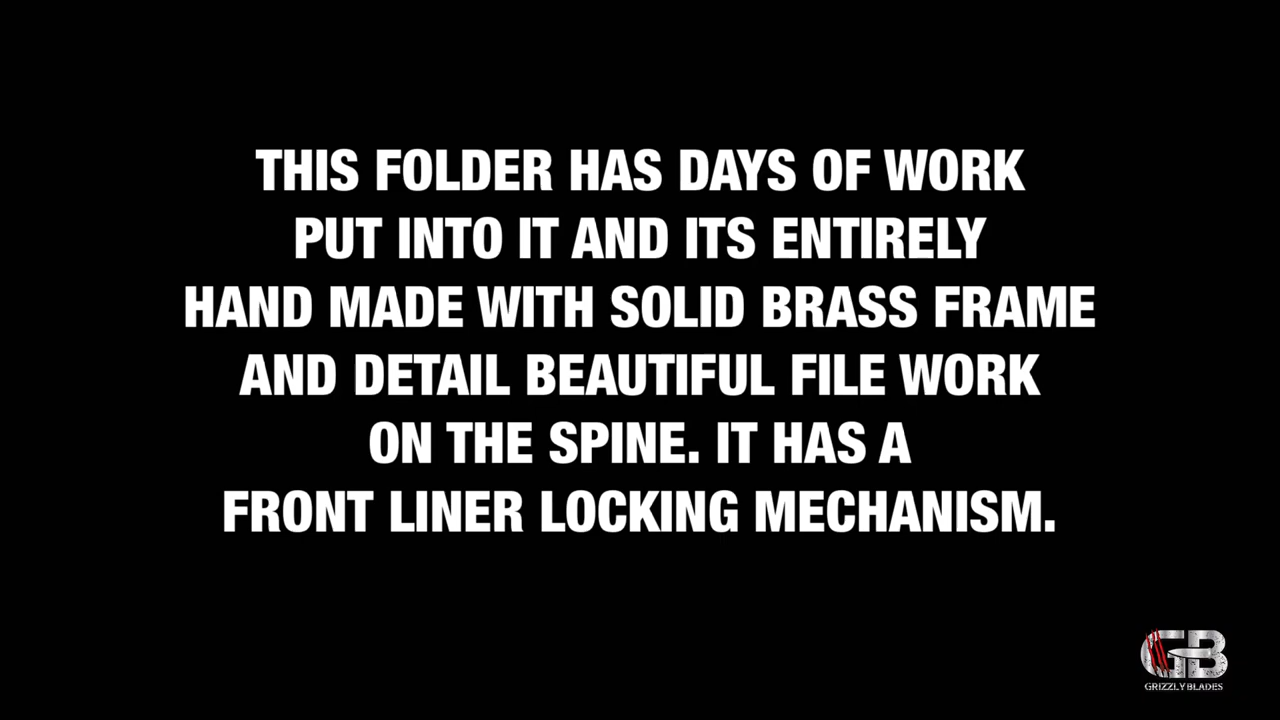 THIS FOLDER HAS DAYS OF WORK
PUT INTO IT AND ITS ENTIRELY
HAND MADE WITH SOLID BRASS FRAME
AND DETAIL BEAUTIFUL FILE WORK
ON THE SPINE. IT HAS A
FRONT LINER LOCKING MECHANISM.
GB
GRIZZLY BLADES